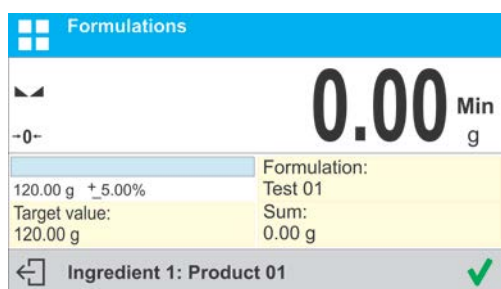 Formulations
→0←
0.00 Min
g
120.00 g ±5.00%
Target value:
120.00 g
Formulation:
Test 01
Sum:
0.00 g
Ingredient 1: Product 01